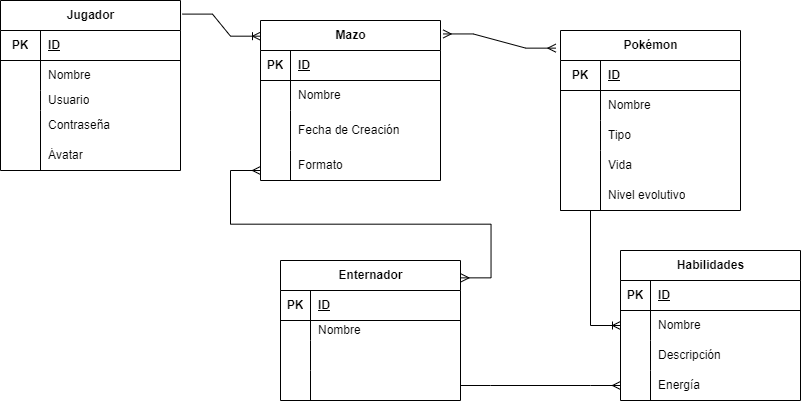 Jugador
PK ID
Nombre
Usuario
Contraseña
Avatar
Mazo
PK ID
Nombre
Fecha de Creación
Formato
Pokémon
PK ID
Nombre
Tipo
Vida
Nivel evolutivo
Enternador
PK ID
Nombre
Habilidades
PK ID
Nombre
Descripción
Energía